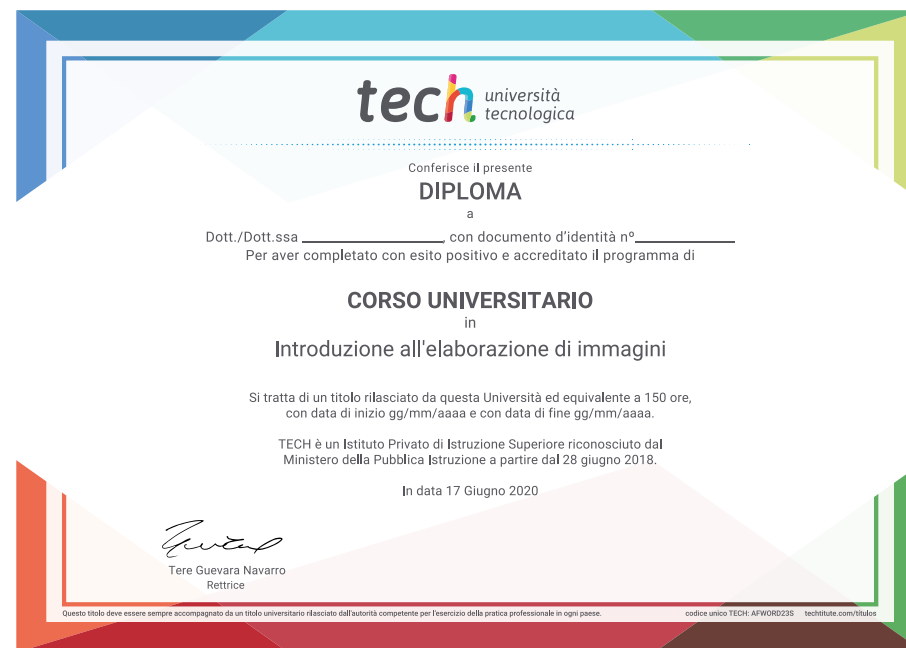 tech università
tecnologica
Conferisce il presente
DIPLOMA
a
Dott./Dott.ssa ____________________, con documento d'identità nº______________
Per aver completato con esito positivo e accreditato il programma di
CORSO UNIVERSITARIO
in
Introduzione all'elaborazione di immagini
Si tratta di un titolo rilasciato da questa Università ed equivalente a 150 ore,
con data di inizio gg/mm/aaaa e con data di fine gg/mm/aaaa.
TECH è un Istituto Privato di Istruzione Superiore riconosciuto dal
Ministero della Pubblica Istruzione a partire dal 28 giugno 2018.
In data 17 Giugno 2020
Tere Guevara Navarro
Rettrice
Questo titolo deve essere sempre accompagnato da un titolo universitario rilasciato dall'autorità competente per l'esercizio della pratica professionale in ogni paese. codice unico TECH: AFWORD23S techtitute.com/titulos